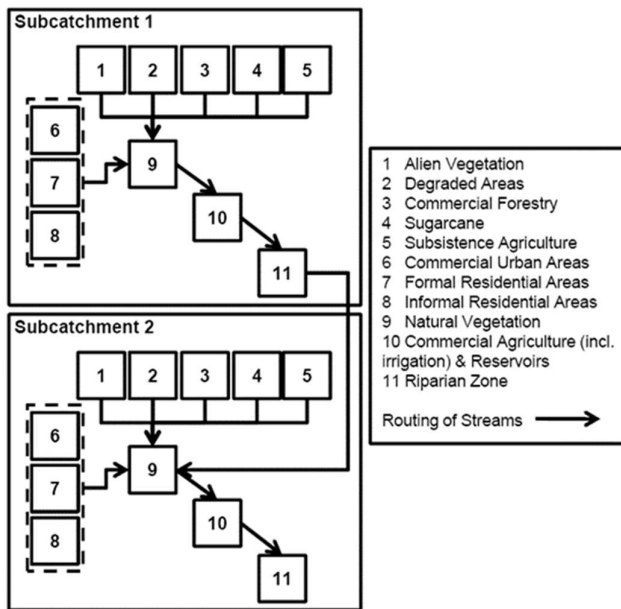 Subcatchment 1
1 2 3 4 5
6
7
8
9
10
11
Subcatchment 2
1 2 3 4 5
6
7
8
9
10
11
1 Alien Vegetation
2 Degraded Areas
3 Commercial Forestry
4 Sugarcane
5 Subsistence Agriculture
6 Commercial Urban Areas
7 Formal Residential Areas
8 Informal Residential Areas
9 Natural Vegetation
10 Commercial Agriculture (incl.
irrigation) & Reservoirs
11 Riparian Zone
Routing of Streams